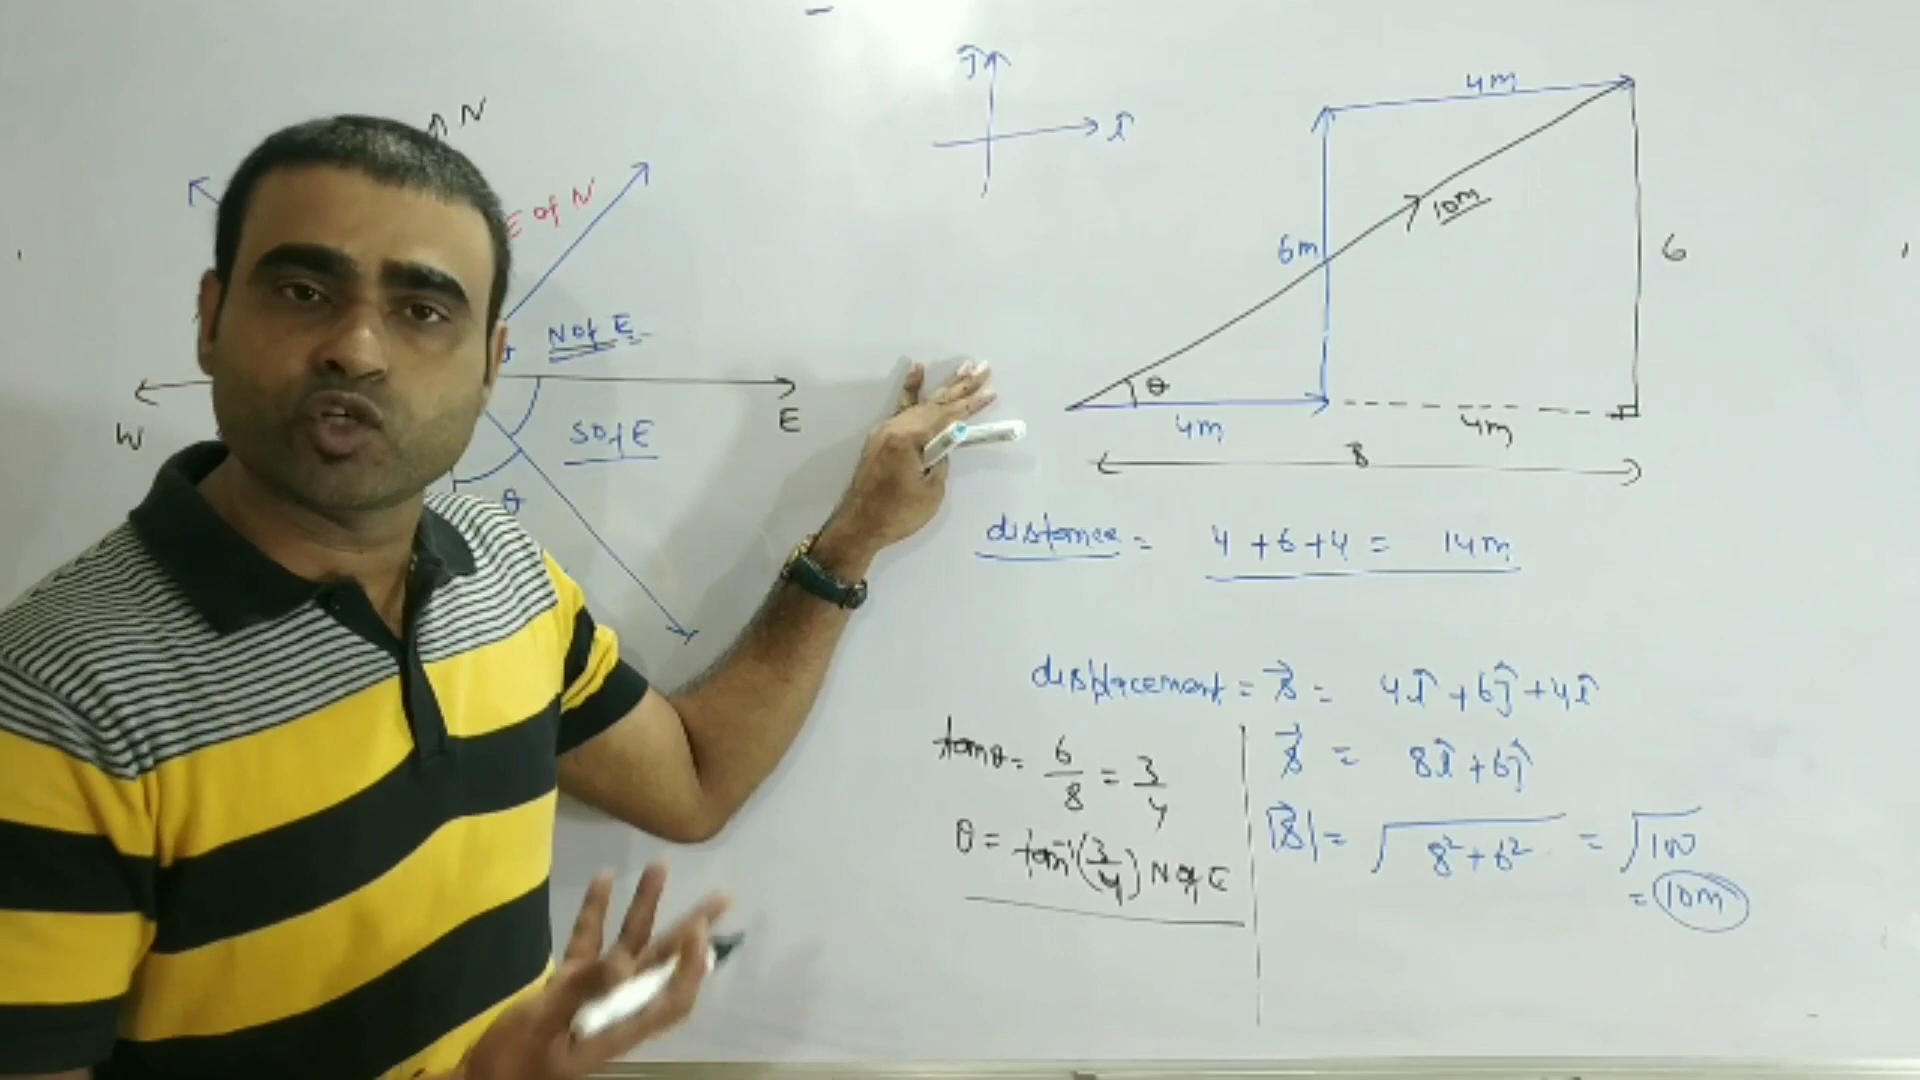 N
E of N
N of E
W
E
S of E
θ
ĵ
î
4m
10m
6m
6
θ
4m
4m
8
distance = 4 + 6 + 4 = 14m
displacement = s⃗ = 4î + 6ĵ + 4î
s⃗ = 8î + 6ĵ
|s⃗| = √8² + 6² = √100
= 10m
tanθ = 6/8 = 3/4
θ = tan⁻¹(3/4) N of E